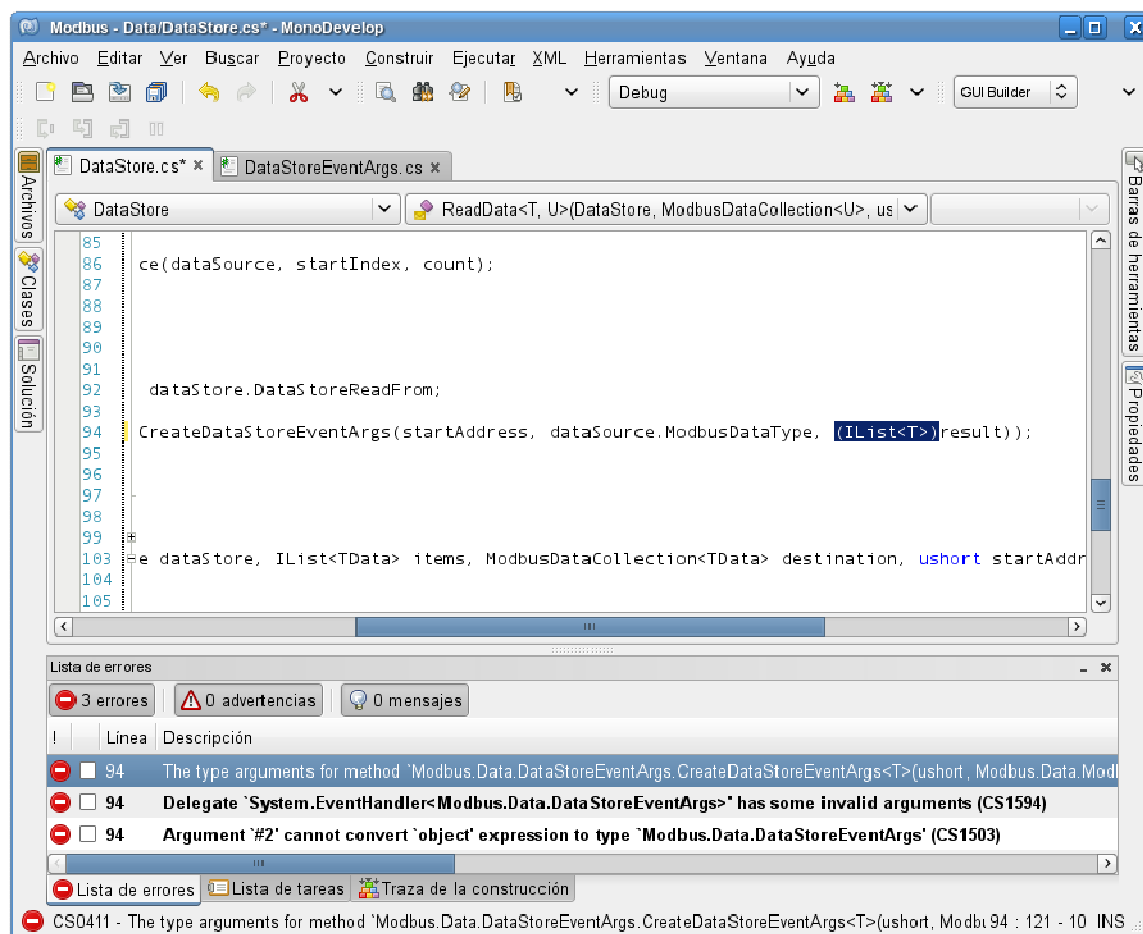 Modbus - Data/DataStore.cs* - MonoDevelop
Archivo Editar Ver Buscar Proyecto Construir Ejecutar XML Herramientas Ventana Ayuda
Debug GUI Builder
DataStore.cs* × DataStoreEventArgs.cs ×
Archivos
Clases
Solución
DataStore ReadData<T, U>(DataStore, ModbusDataCollection<U>, us
85
86 ce(dataSource, startIndex, count);
87
88
89
90
91
92 dataStore.DataStoreReadFrom;
93
94 CreateDataStoreEventArgs(startAddress, dataSource.ModbusDataType, (IList<T>)result));
95
96
97
98
99
103 e dataStore, IList<TData> items, ModbusDataCollection<TData> destination, ushort startAddr
104
105
Barras de herramientas
Propiedades
Lista de errores
3 errores 0 advertencias 0 mensajes
! Línea Descripción
94 The type arguments for method `Modbus.Data.DataStoreEventArgs.CreateDataStoreEventArgs<T>(ushort, Modbus.Data.Modl
94 Delegate `System.EventHandler<Modbus.Data.DataStoreEventArgs>' has some invalid arguments (CS1594)
94 Argument `#2' cannot convert `object' expression to type `Modbus.Data.DataStoreEventArgs' (CS1503)
Lista de errores Lista de tareas Traza de la construcción
CS0411 - The type arguments for method `Modbus.Data.DataStoreEventArgs.CreateDataStoreEventArgs<T>(ushort, Modbu 94 : 121 - 10 INS